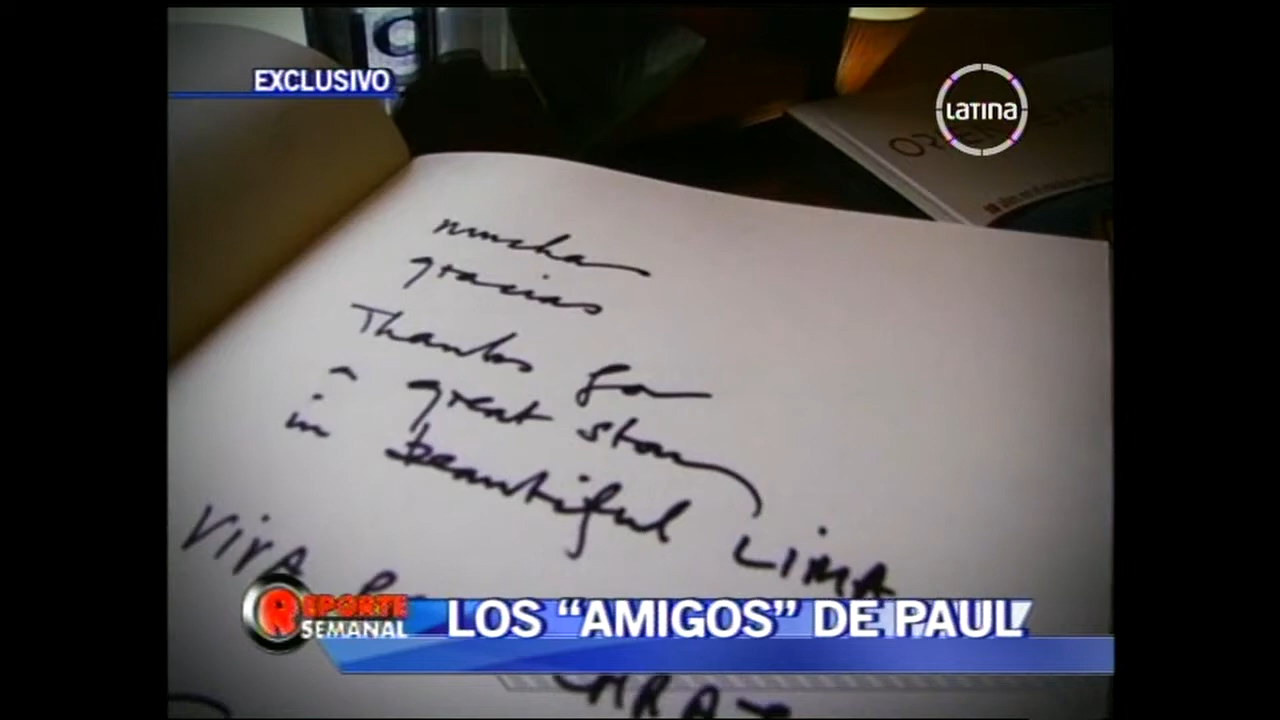 EXCLUSIVO
LATINA
mucha
gracias
Thanks for
a great stay
in beautiful LIMA
VIVA
REPORTE
SEMANAL
LOS “AMIGOS” DE PAUL